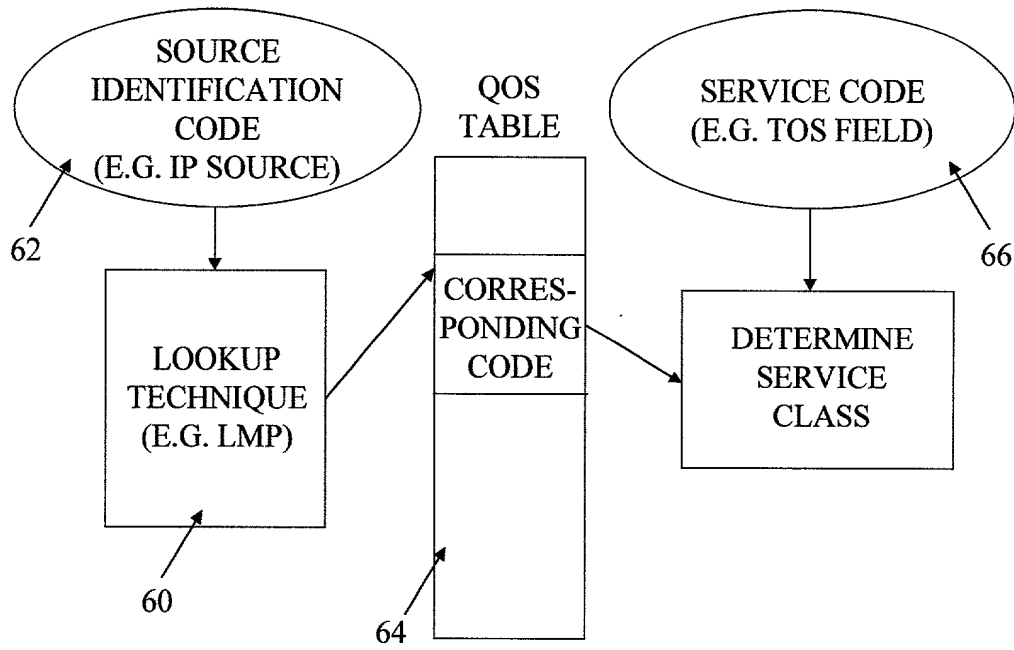 SOURCE
IDENTIFICATION
CODE
(E.G. IP SOURCE)
62
LOOKUP
TECHNIQUE
(E.G. LMP)
60
QOS
TABLE
CORRES-
PONDING
CODE
64
SERVICE CODE
(E.G. TOS FIELD)
66
DETERMINE
SERVICE
CLASS